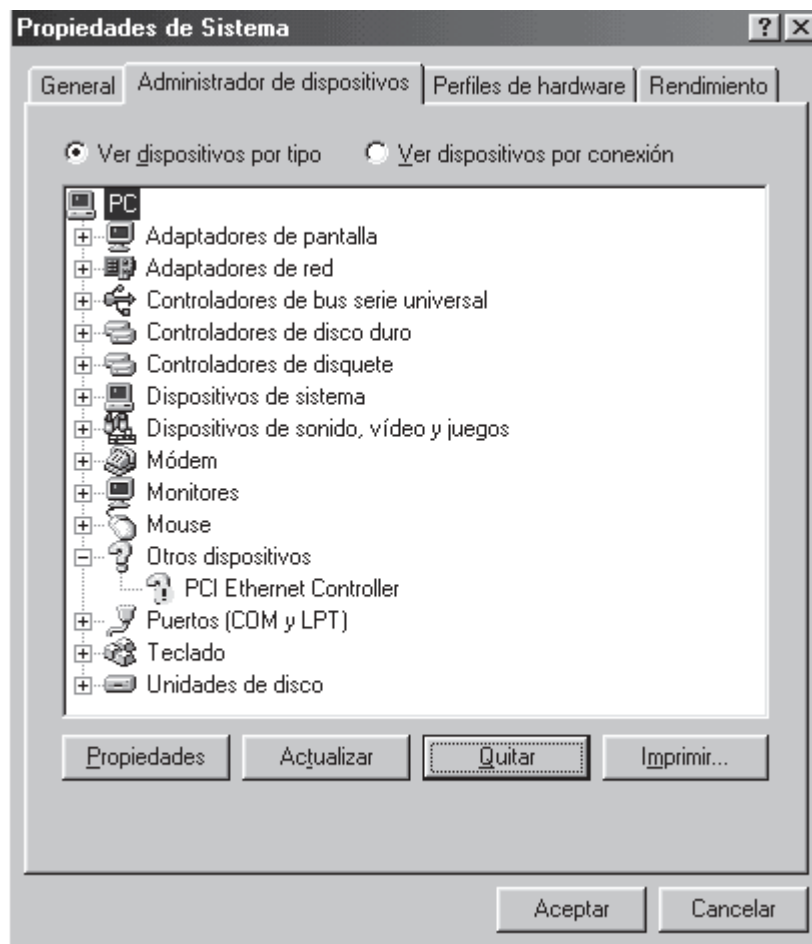 Propiedades de Sistema
General Administrador de dispositivos Perfiles de hardware Rendimiento
Ver dispositivos por tipo Ver dispositivos por conexión
PC
Adaptadores de pantalla
Adaptadores de red
Controladores de bus serie universal
Controladores de disco duro
Controladores de disquete
Dispositivos de sistema
Dispositivos de sonido, vídeo y juegos
Módem
Monitores
Mouse
Otros dispositivos
PCI Ethernet Controller
Puertos (COM y LPT)
Teclado
Unidades de disco
Propiedades Actualizar Quitar Imprimir...
Aceptar Cancelar